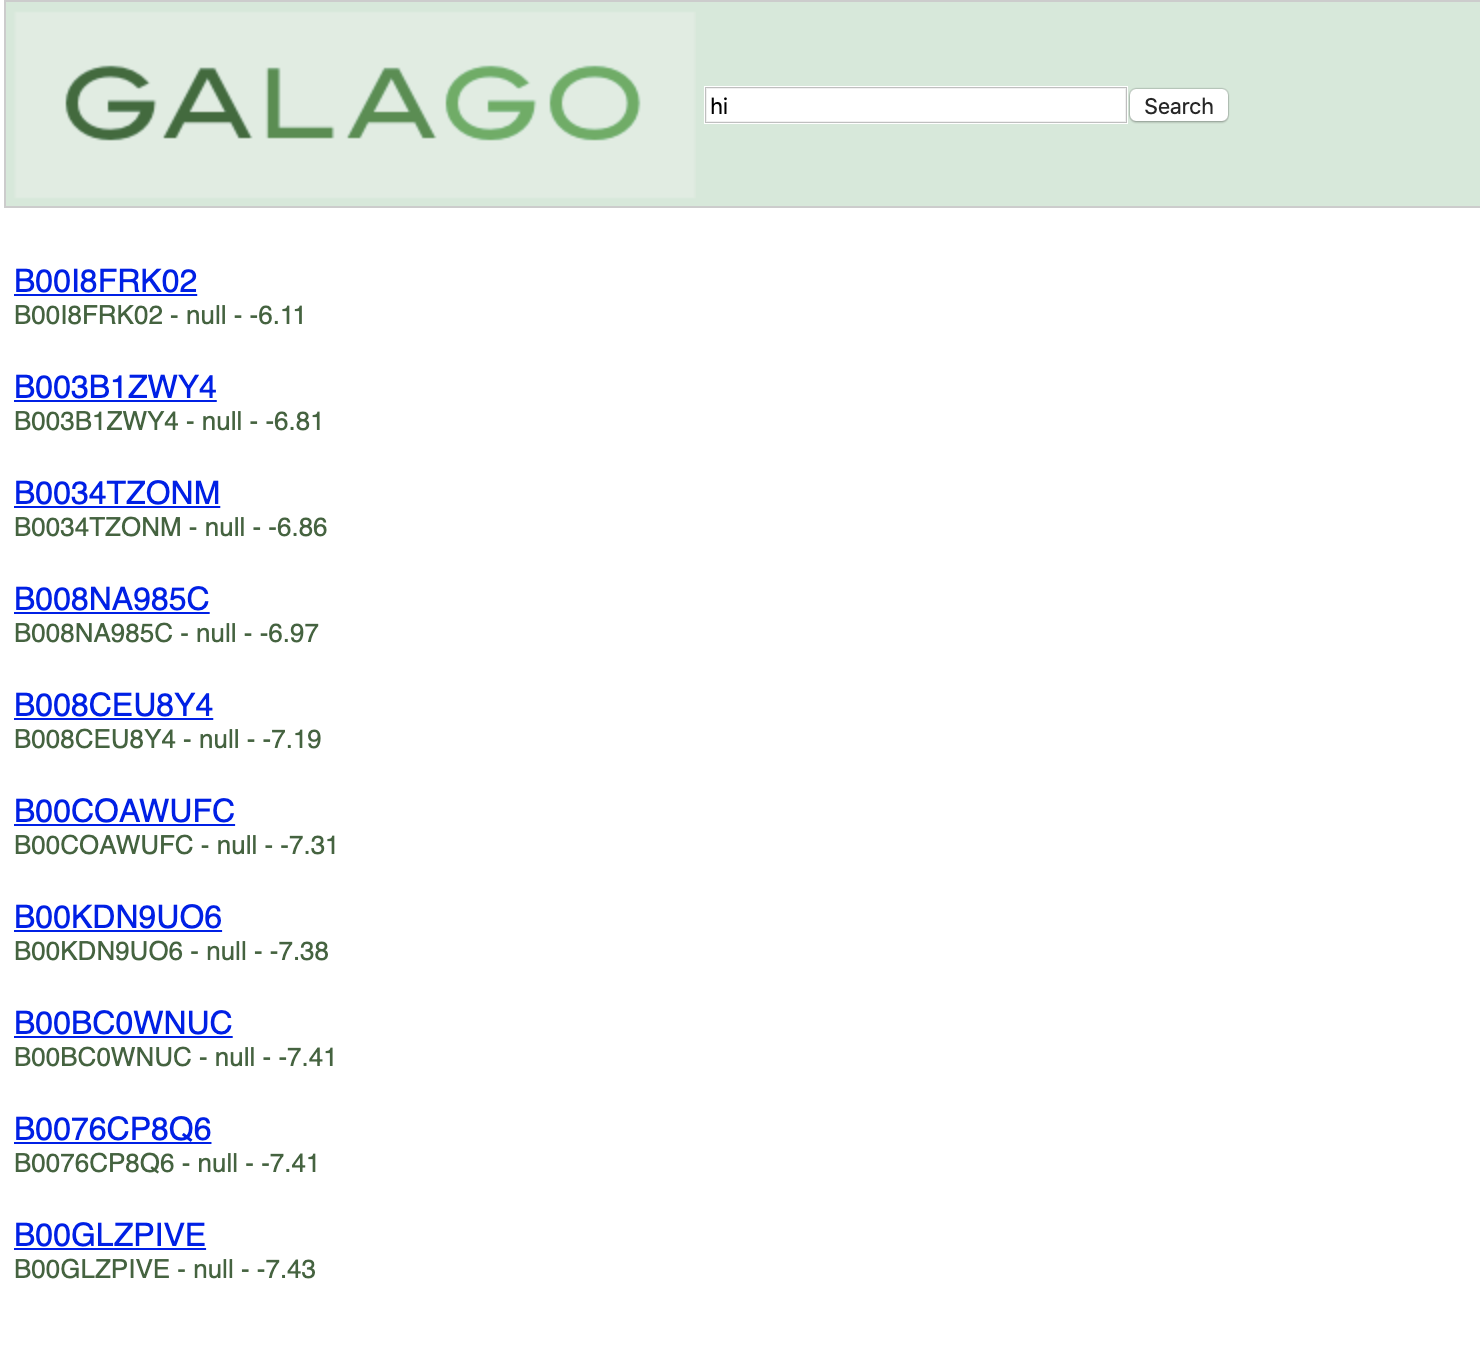 GALAGO
hi Search
B00I8FRK02
B00I8FRK02 - null - -6.11
B003B1ZWY4
B003B1ZWY4 - null - -6.81
B0034TZONM
B0034TZONM - null - -6.86
B008NA985C
B008NA985C - null - -6.97
B008CEU8Y4
B008CEU8Y4 - null - -7.19
B00COAWUFC
B00COAWUFC - null - -7.31
B00KDN9UO6
B00KDN9UO6 - null - -7.38
B00BC0WNUC
B00BC0WNUC - null - -7.41
B0076CP8Q6
B0076CP8Q6 - null - -7.41
B00GLZPIVE
B00GLZPIVE - null - -7.43